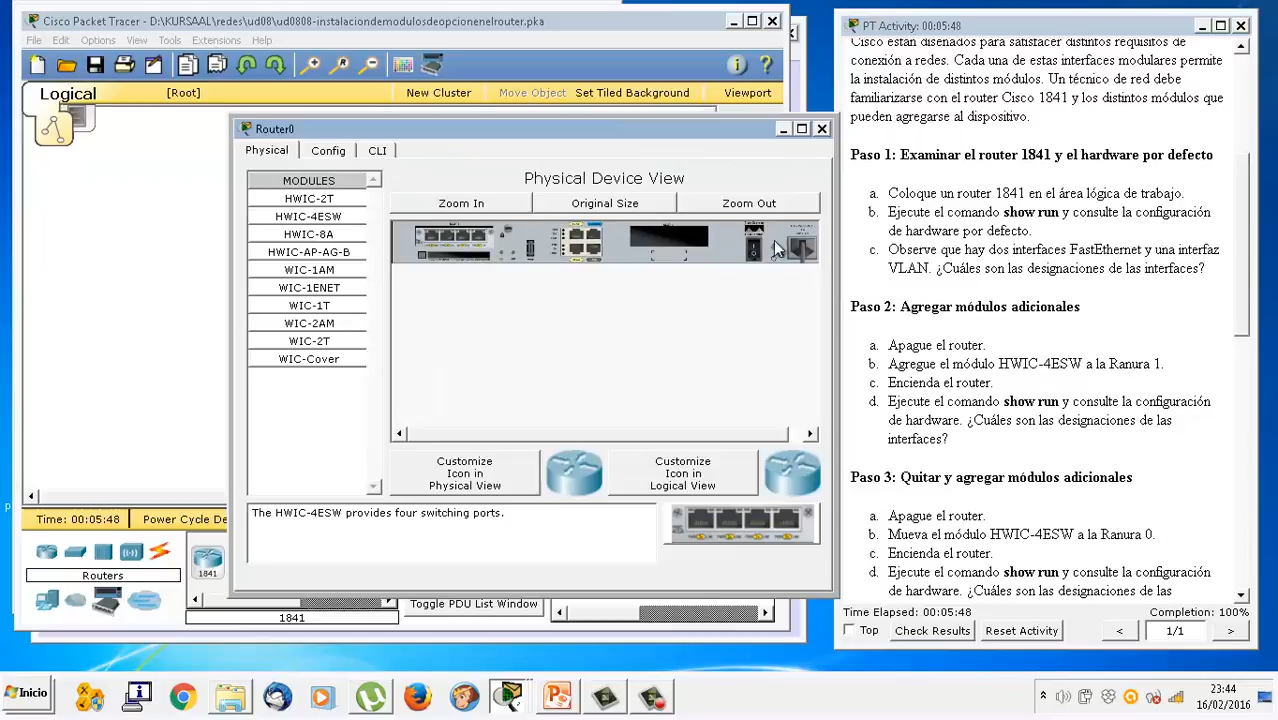 Cisco Packet Tracer - D:\KURSAAL\redes\ud08\ud0808-instalaciondemodulosdeopcionenelrouter.pka
File Edit Options View Tools Extensions Help
Logical
[Root]
New Cluster
Move Object
Set Tiled Background
Viewport
Router0
Physical
Config
CLI
MODULES
HWIC-2T
HWIC-4ESW
HWIC-8A
HWIC-AP-AG-B
WIC-1AM
WIC-1ENET
WIC-1T
WIC-2AM
WIC-2T
WIC-Cover
Physical Device View
Zoom In
Original Size
Zoom Out
Customize
Icon in
Physical View
Customize
Icon in
Logical View
The HWIC-4ESW provides four switching ports.
Time: 00:05:48
Power Cycle De
Routers
1841
1841
Toggle PDU List Window
PT Activity: 00:05:48
Cisco están diseñados para satisfacer distintos requisitos de
conexión a redes. Cada una de estas interfaces modulares permite
la instalación de distintos módulos. Un técnico de red debe
familiarizarse con el router Cisco 1841 y los distintos módulos que
pueden agregarse al dispositivo.
Paso 1: Examinar el router 1841 y el hardware por defecto
a. Coloque un router 1841 en el área lógica de trabajo.
b. Ejecute el comando show run y consulte la configuración
de hardware por defecto.
c. Observe que hay dos interfaces FastEthernet y una interfaz
VLAN. ¿Cuáles son las designaciones de las interfaces?
Paso 2: Agregar módulos adicionales
a. Apague el router.
b. Agregue el módulo HWIC-4ESW a la Ranura 1.
c. Encienda el router.
d. Ejecute el comando show run y consulte la configuración
de hardware. ¿Cuáles son las designaciones de las
interfaces?
Paso 3: Quitar y agregar módulos adicionales
a. Apague el router.
b. Mueva el módulo HWIC-4ESW a la Ranura 0.
c. Encienda el router.
d. Ejecute el comando show run y consulte la configuración
de hardware. ¿Cuáles son las designaciones de las
Time Elapsed: 00:05:48
Completion: 100%
Top
Check Results
Reset Activity
<
1/1
>
Inicio
23:44
16/02/2016